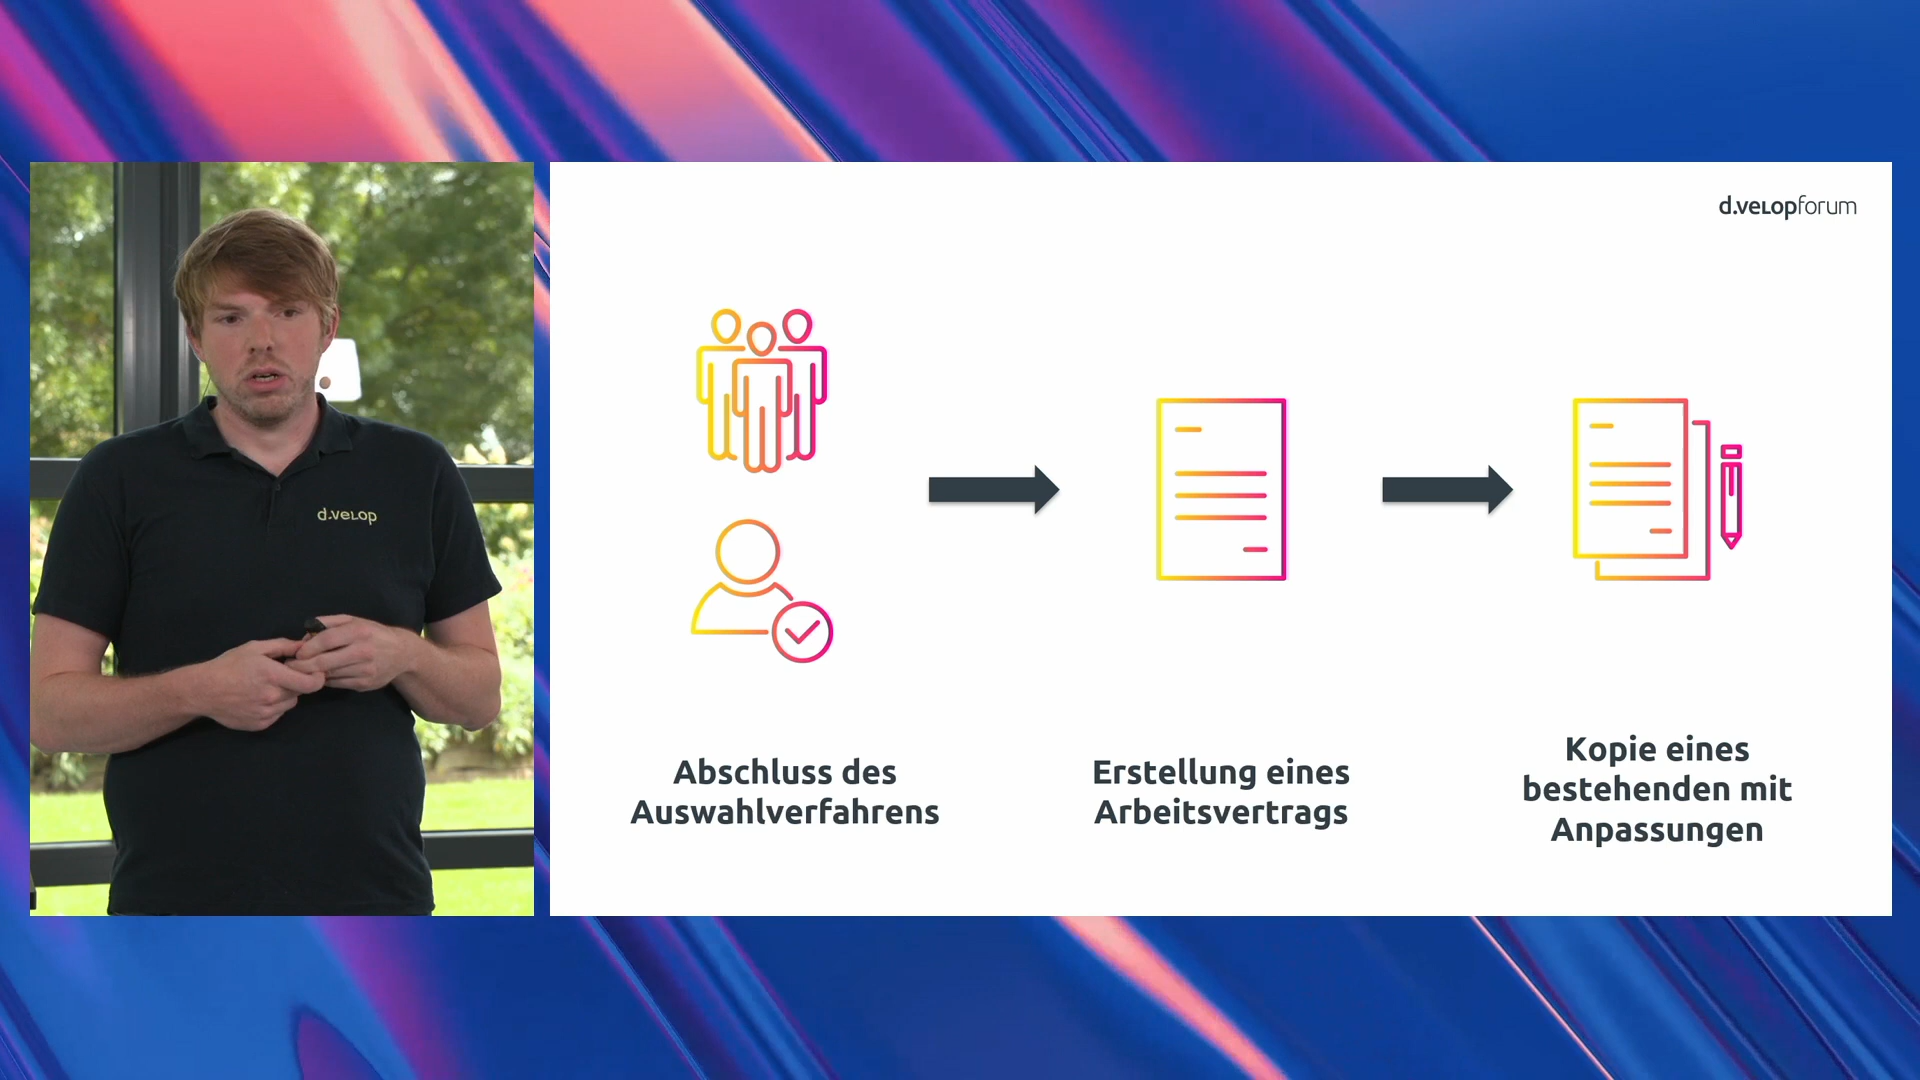 d.velop
d.velopforum
Abschluss des
Auswahlverfahrens
Erstellung eines
Arbeitsvertrags
Kopie eines
bestehenden mit
Anpassungen